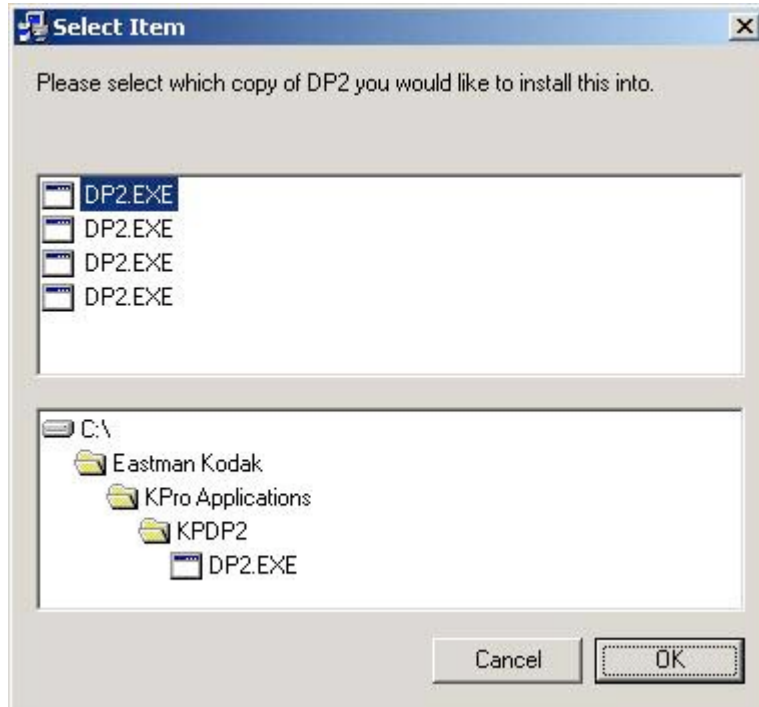 Select Item
Please select which copy of DP2 you would like to install this into.
DP2.EXE
DP2.EXE
DP2.EXE
DP2.EXE
C:\
Eastman Kodak
KPro Applications
KPDP2
DP2.EXE
Cancel OK